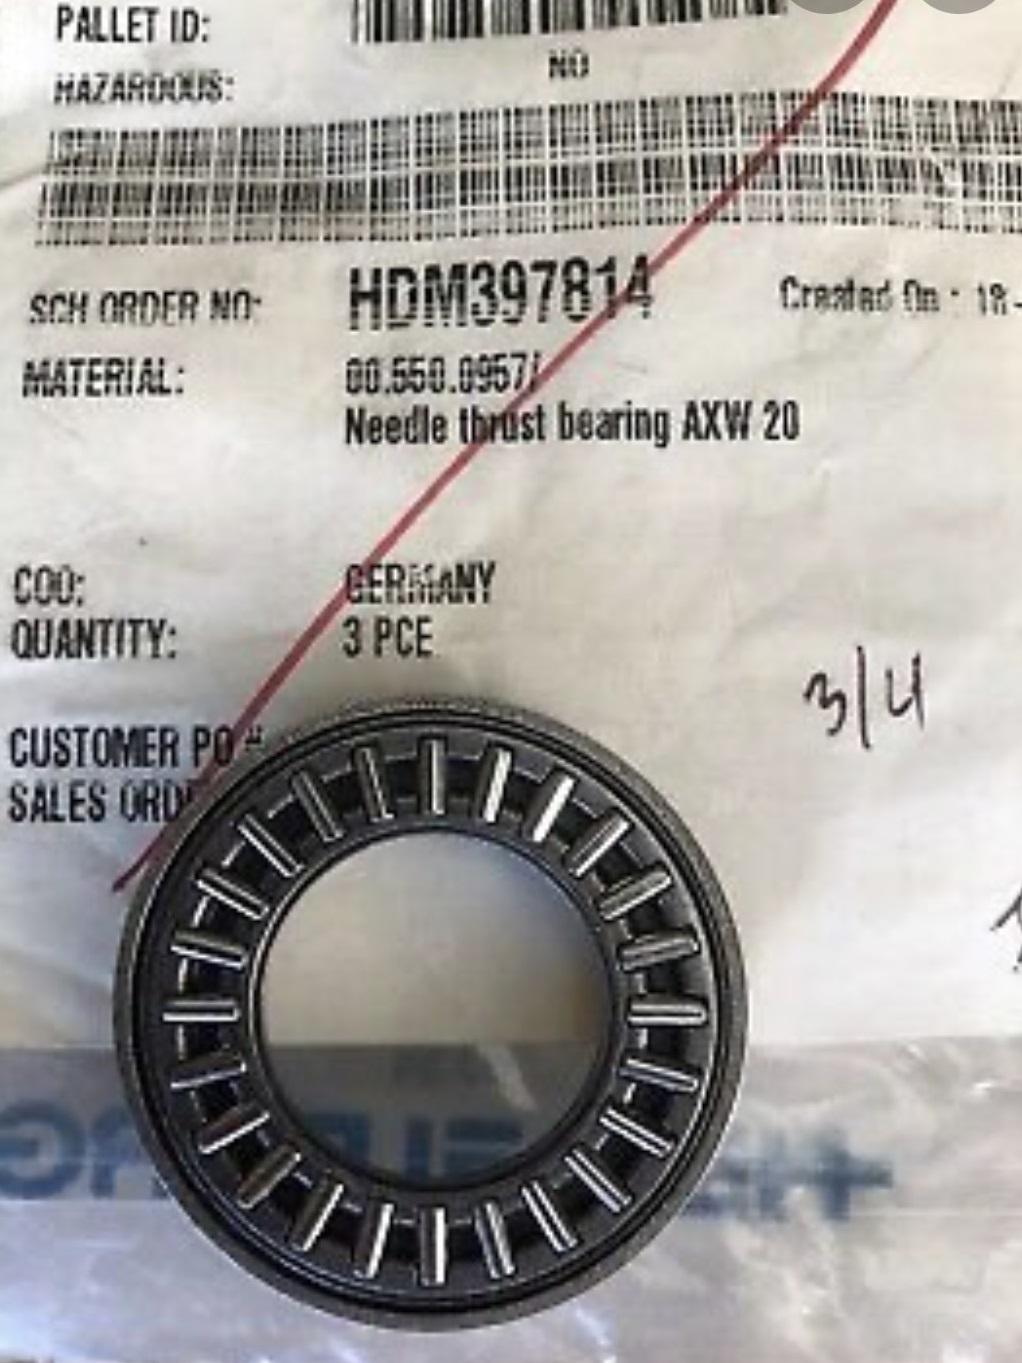 PALLET ID:
HAZARDOUS: NO
SCH ORDER NO: HDM397814 Created On : 18-
MATERIAL: 00.550.0957/
Needle thrust bearing AXW 20
COO: GERMANY
QUANTITY: 3 PCE
3/4
CUSTOMER PO #
SALES ORD